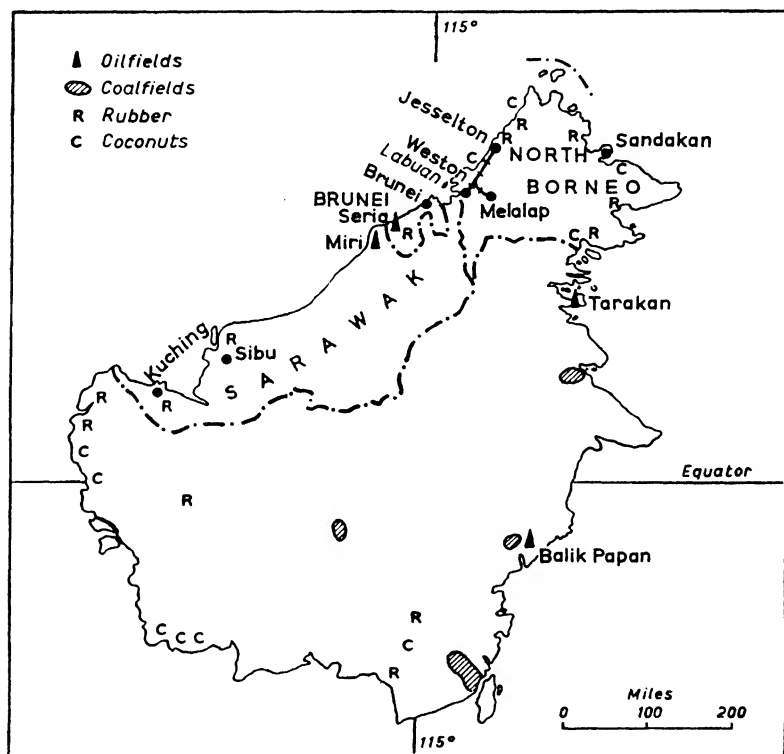 115°
Oilfields
Coalfields
R Rubber
C Coconuts
C
R
R
R
Jesselton
NORTH
Sandakan
C
C
Weston
Labuan
BORNEO
Brunei
Melalap
R
BRUNEI
Seria
R
Miri
C R
Tarakan
SARAWAK
Kuching
R
Sibu
R
R
R
C
C
Equator
R
Balik Papan
R
C C C
C
R
Miles
0 100 200
115°